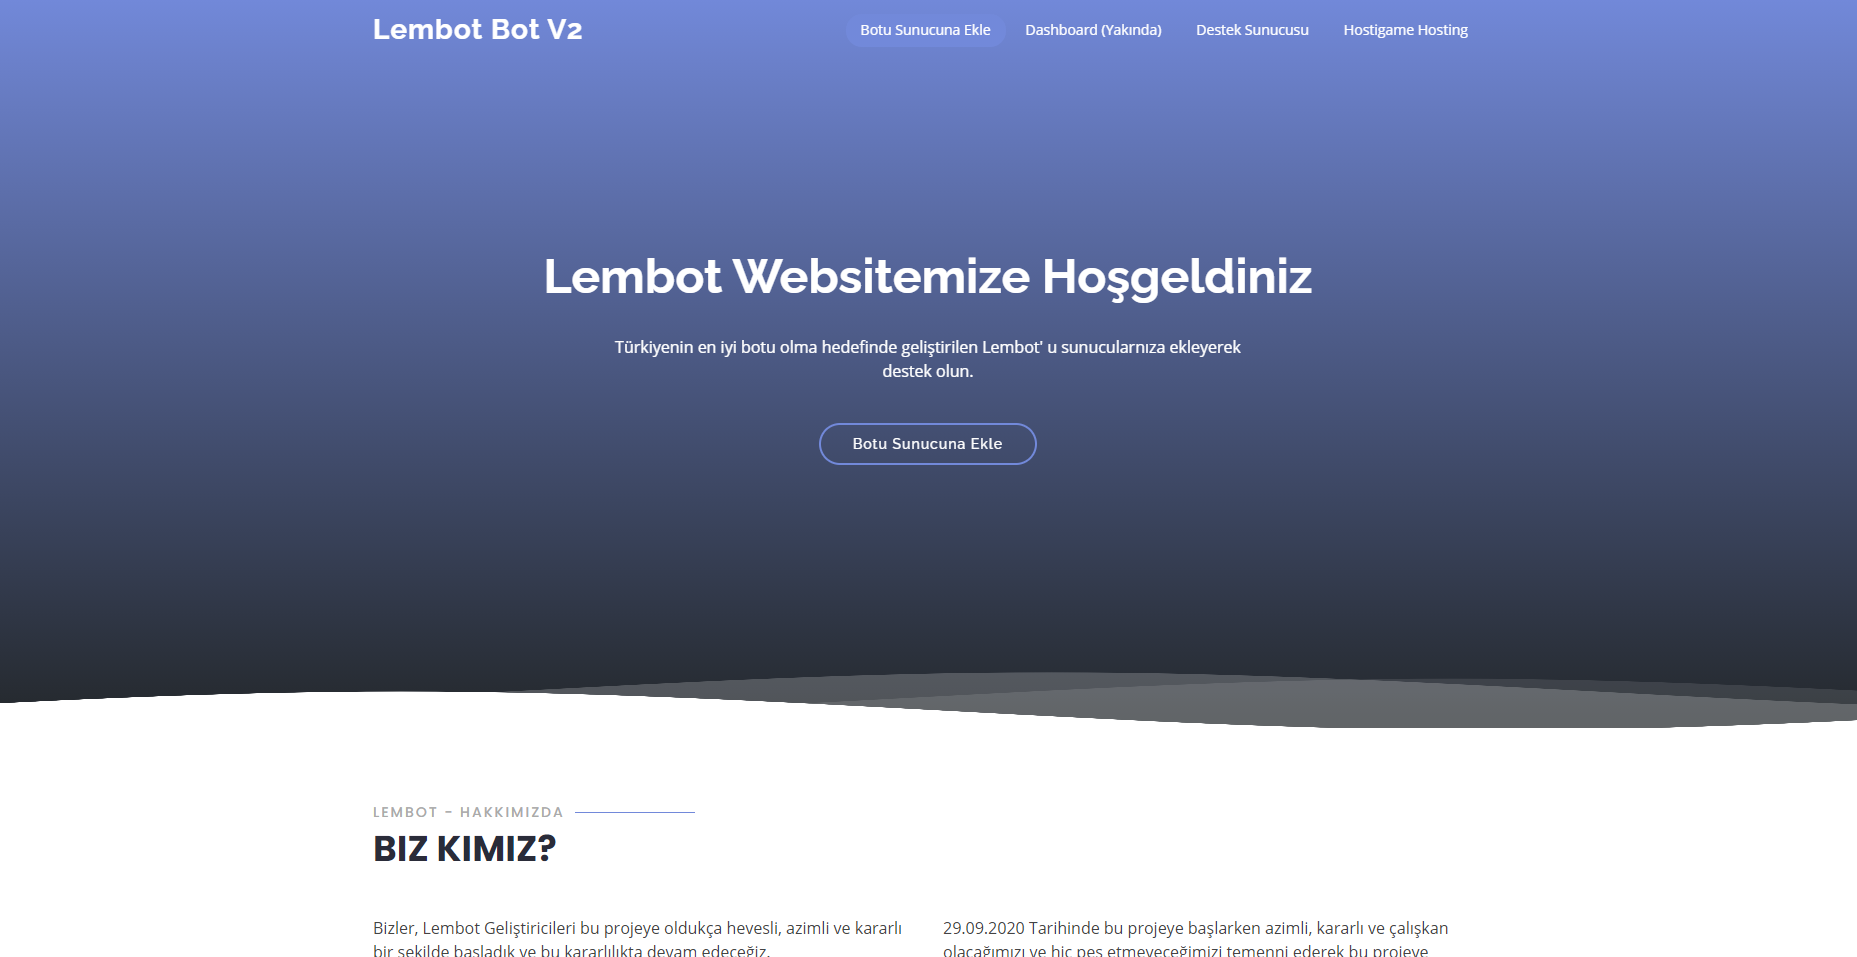 Lembot Bot V2
Botu Sunucuna Ekle
Dashboard (Yakında)
Destek Sunucusu
Hostigame Hosting
Lembot Websitemize Hoşgeldiniz
Türkiyenin en iyi botu olma hedefinde geliştirilen Lembot' u sunucularnıza ekleyerek
destek olun.
Botu Sunucuna Ekle
LEMBOT - HAKKIMIZDA
BIZ KIMIZ?
Bizler, Lembot Geliştiricileri bu projeye oldukça hevesli, azimli ve kararlı
bir şekilde başladık ve bu kararlılıkta devam edeceğiz.
29.09.2020 Tarihinde bu projeye başlarken azimli, kararlı ve çalışkan
olacağımızı ve hiç pes etmeyeceğimizi temenni ederek bu projeye